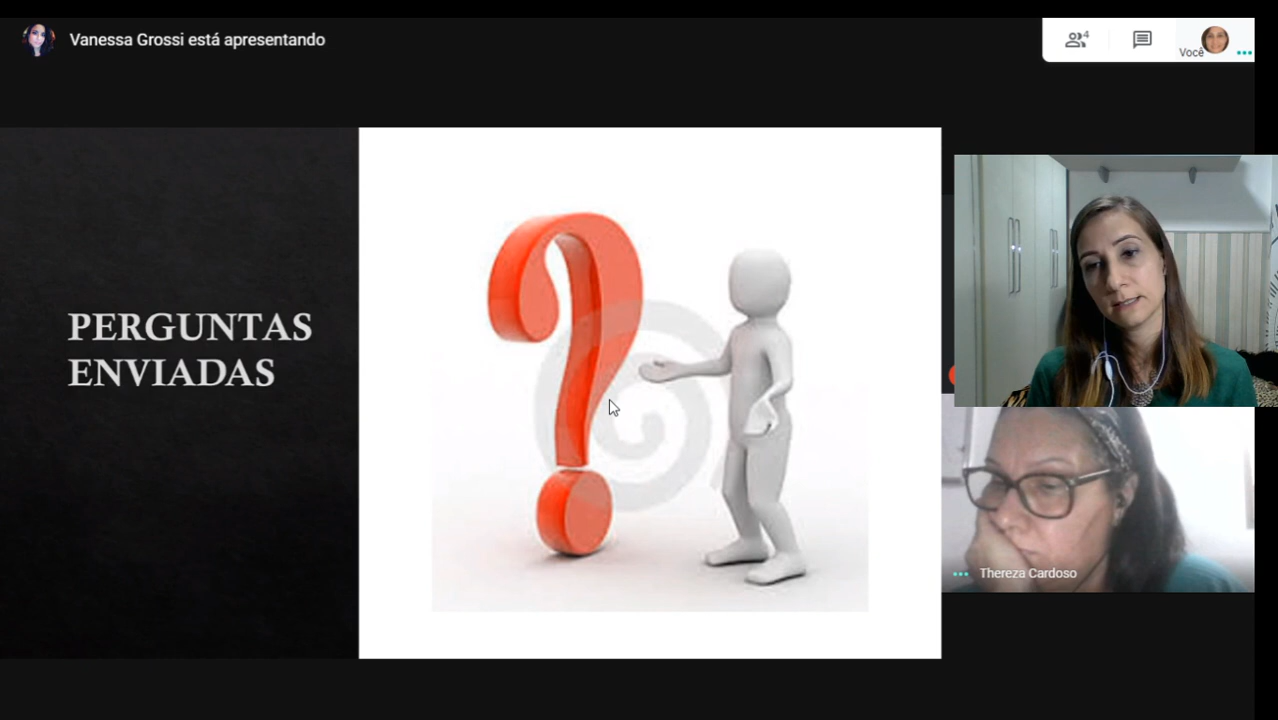 Vanessa Grossi está apresentando
4
Você
PERGUNTAS
ENVIADAS
Thereza Cardoso